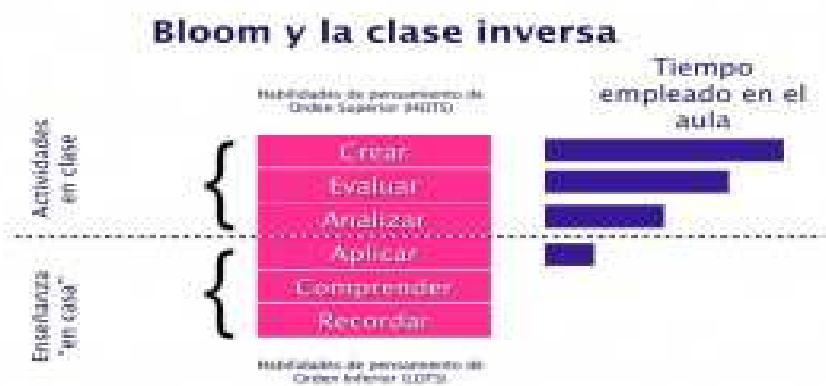 Bloom y la clase inversa
Tiempo
empleado en el
aula
Habilidades de pensamiento de
Orden Superior (HOTS)
Actividades
en clase
Crear
Evaluar
Analizar
Aplicar
Comprender
Recordar
Enseñanza
"en casa"
Habilidades de pensamiento de
Orden Inferior (LOTS)